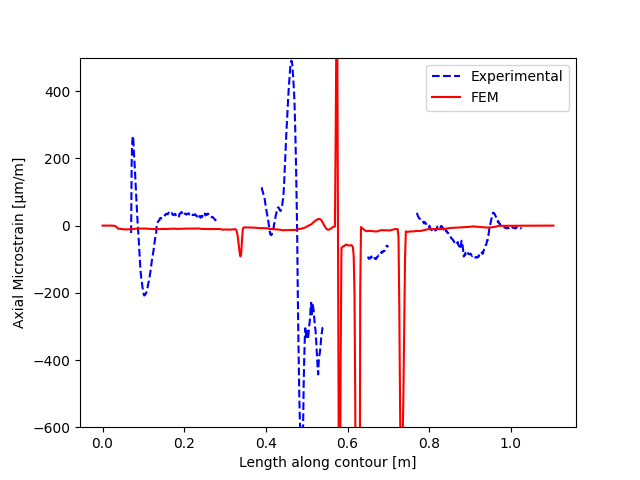 Experimental
FEM
Axial Microstrain [µm/m]
400
200
0
−200
−400
−600
0.0 0.2 0.4 0.6 0.8 1.0
Length along contour [m]